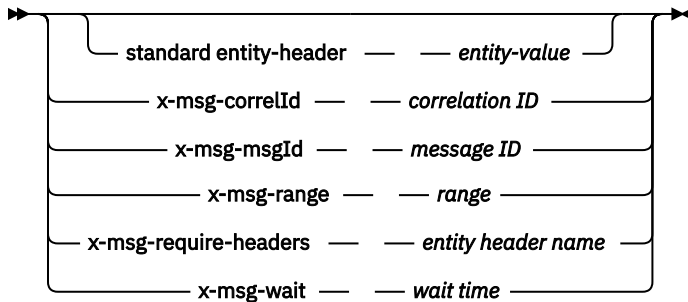 standard entity-header — — entity-value
x-msg-correlId — — correlation ID
x-msg-msgId — — message ID
x-msg-range — — range
x-msg-require-headers — — entity header name
x-msg-wait — — wait time